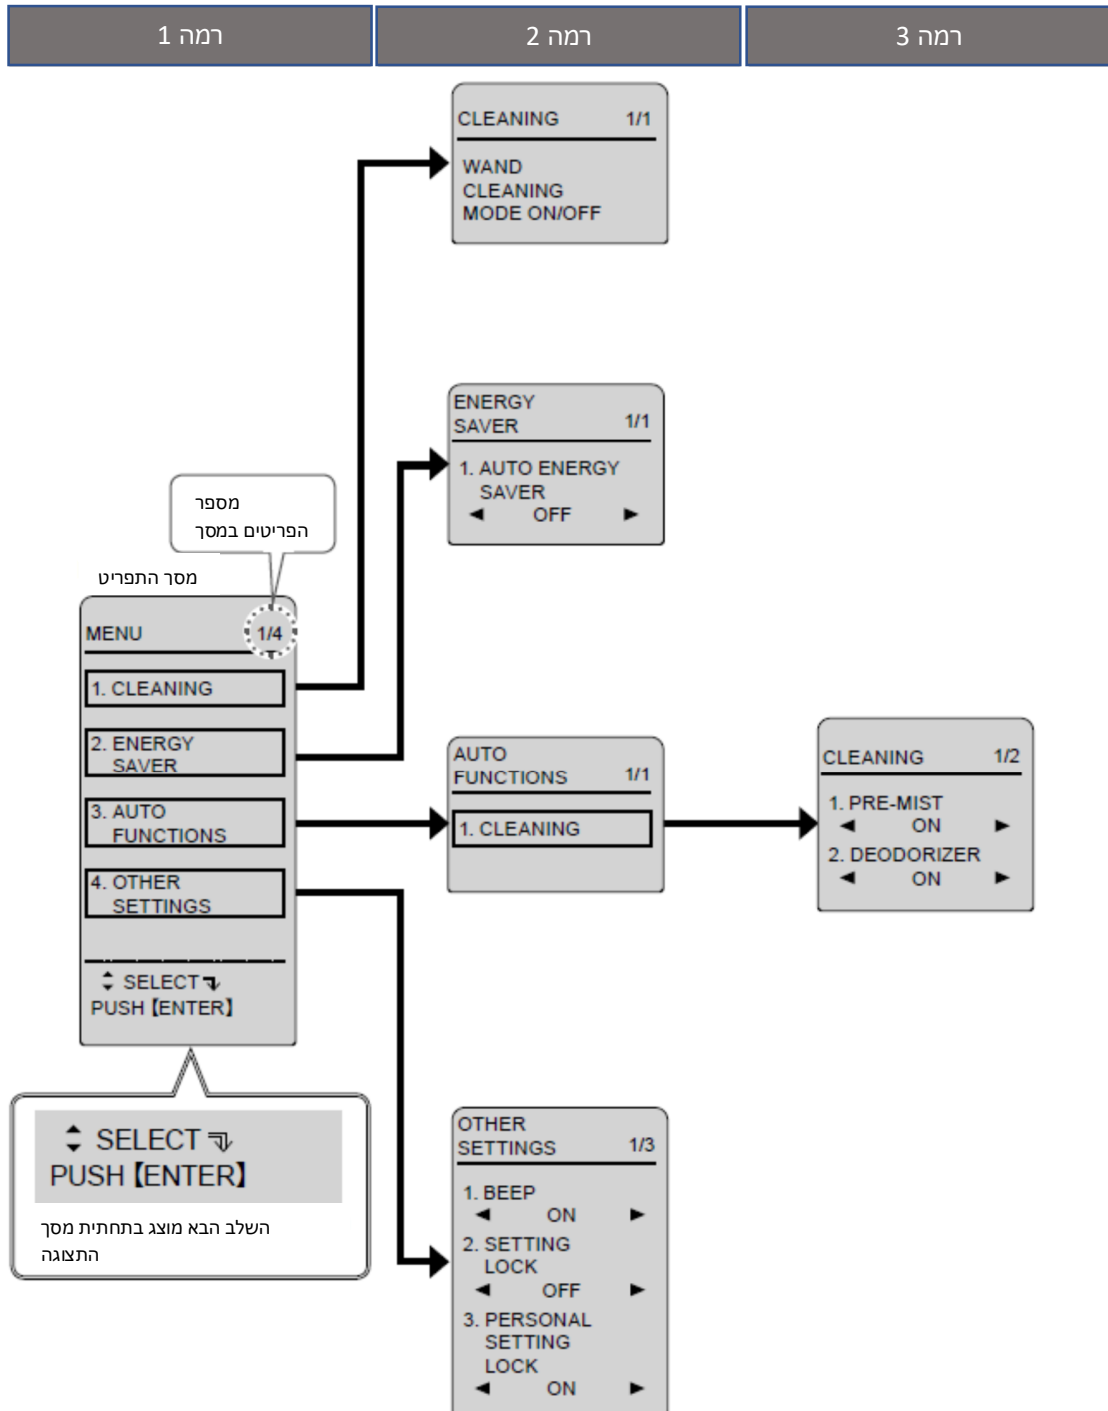 רמה 1
רמה 2
רמה 3
CLEANING 1/1
WAND
CLEANING
MODE ON/OFF
ENERGY
SAVER 1/1
1. AUTO ENERGY
SAVER
◄ OFF ►
מספר
הפריטים במסך
מסך התפריט
MENU 1/4
1. CLEANING
2. ENERGY
SAVER
3. AUTO
FUNCTIONS
4. OTHER
SETTINGS
SELECT
PUSH【ENTER】
AUTO
FUNCTIONS 1/1
1. CLEANING
CLEANING 1/2
1. PRE-MIST
◄ ON ►
2. DEODORIZER
◄ ON ►
SELECT
PUSH【ENTER】
השלב הבא מוצג בתחתית מסך
התצוגה
OTHER
SETTINGS 1/3
1. BEEP
◄ ON ►
2. SETTING
LOCK
◄ OFF ►
3. PERSONAL
SETTING
LOCK
◄ ON ►